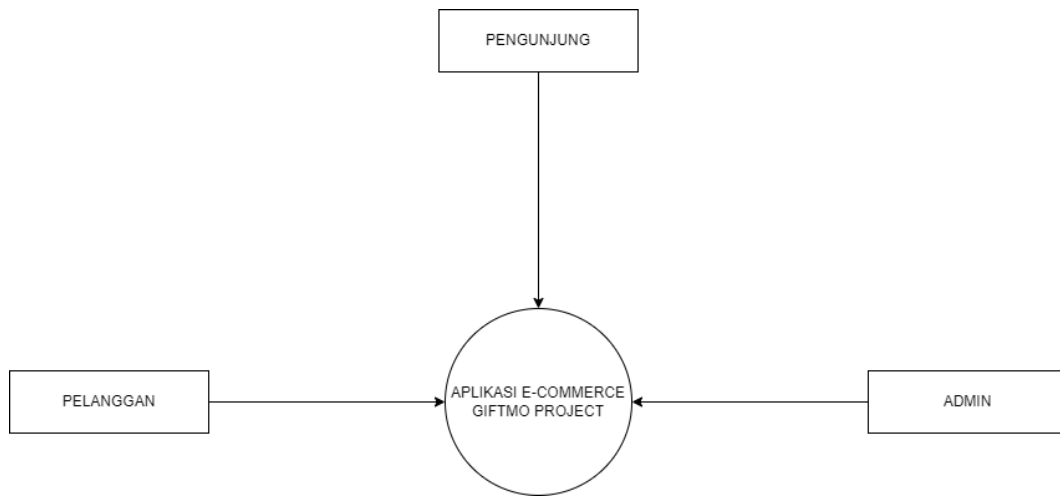 PENGUNJUNG
PELANGGAN
APLIKASI E-COMMERCE
GIFTMO PROJECT
ADMIN